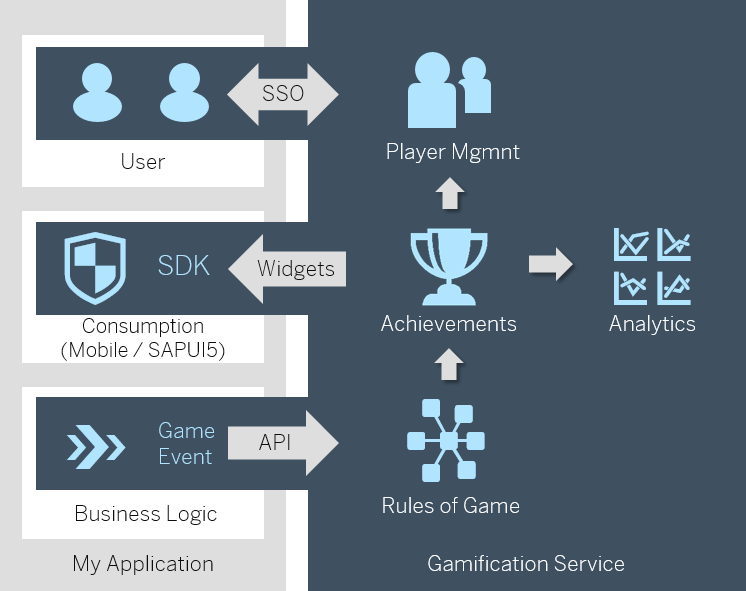 SSO
User
Player Mgmnt
SDK
Widgets
Consumption
(Mobile / SAPUI5)
Achievements
Analytics
Game
Event
API
Business Logic
Rules of Game
My Application
Gamification Service